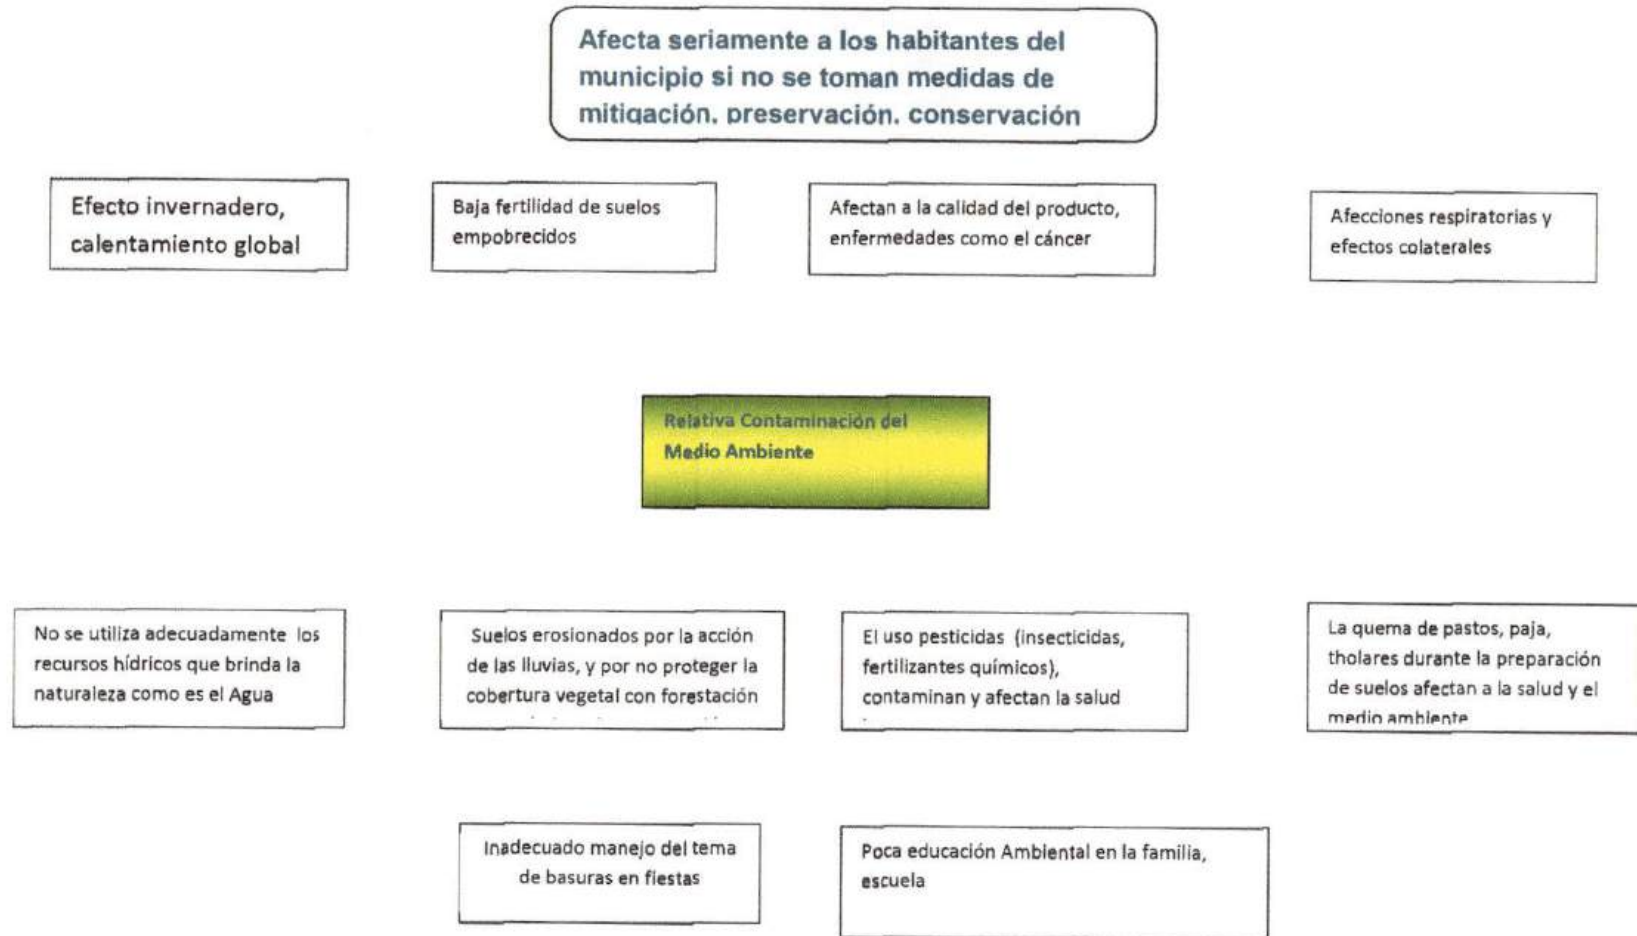 Afecta seriamente a los habitantes del
municipio si no se toman medidas de
mitigación, preservación, conservación
Efecto invernadero,
calentamiento global
Baja fertilidad de suelos
empobrecidos
Afectan a la calidad del producto,
enfermedades como el cáncer
Afecciones respiratorias y
efectos colaterales
Relativa Contaminación del
Medio Ambiente
No se utiliza adecuadamente los
recursos hídricos que brinda la
naturaleza como es el Agua
Suelos erosionados por la acción
de las lluvias, y por no proteger la
cobertura vegetal con forestación
El uso pesticidas (insecticidas,
fertilizantes químicos),
contaminan y afectan la salud
La quema de pastos, paja,
tholares durante la preparación
de suelos afectan a la salud y el
medio ambiente
Inadecuado manejo del tema
de basuras en fiestas
Poca educación Ambiental en la familia,
escuela